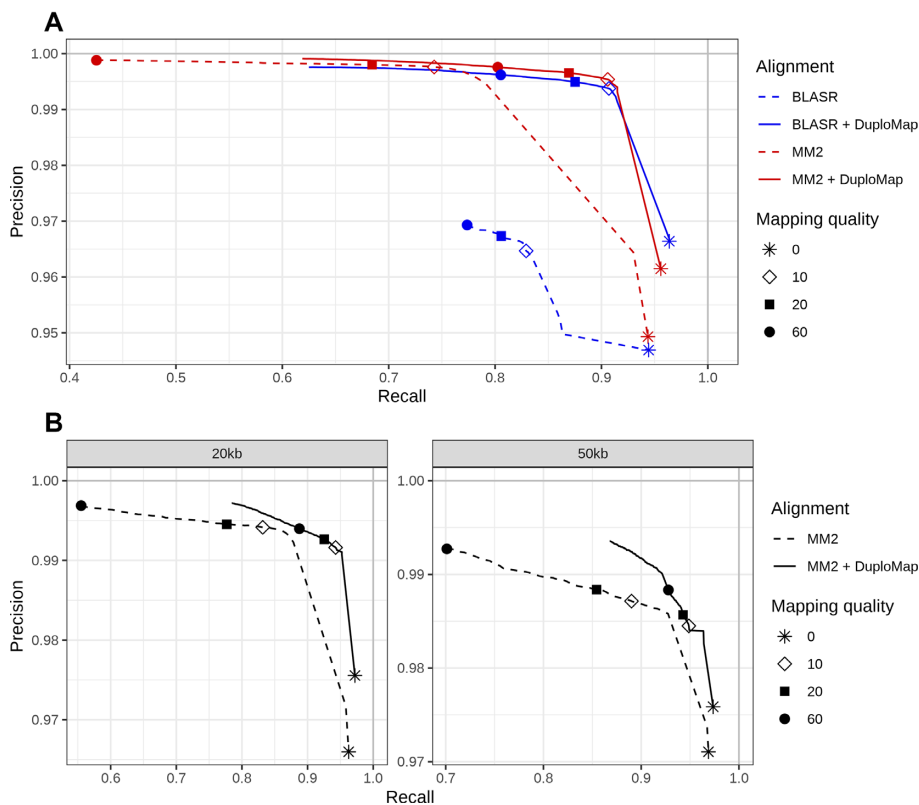 A
1.00
0.99
0.98
0.97
0.96
0.95
Precision
0.4
0.5
0.6
0.7
0.8
0.9
1.0
Recall
Alignment
BLASR
BLASR + DuploMap
MM2
MM2 + DuploMap
Mapping quality
0
10
20
60
B
20kb
50kb
1.00
0.99
0.98
0.97
Precision
0.6
0.7
0.8
0.9
1.0
1.00
0.99
0.98
0.97
0.7
0.8
0.9
1.0
Recall
Alignment
MM2
MM2 + DuploMap
Mapping quality
0
10
20
60